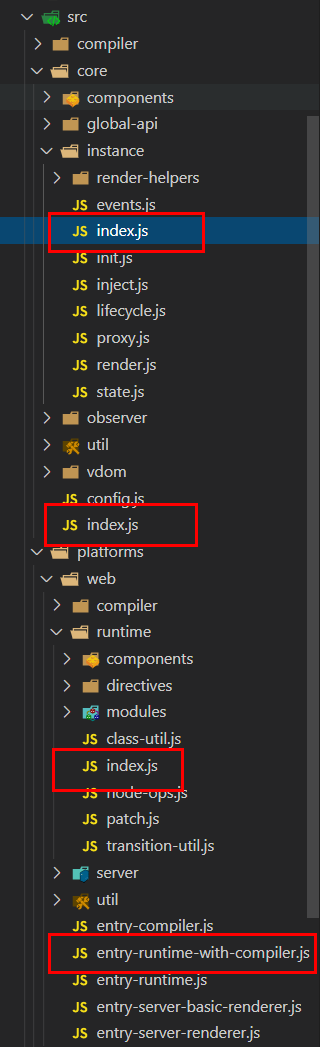 src
compiler
core
components
global-api
instance
render-helpers
JS events.js
JS index.js
JS init.js
JS inject.js
JS lifecycle.js
JS proxy.js
JS render.js
JS state.js
observer
util
vdom
JS config.js
JS index.js
platforms
web
compiler
runtime
components
directives
modules
JS class-util.js
JS index.js
JS node-ops.js
JS patch.js
JS transition-util.js
server
util
JS entry-compiler.js
JS entry-runtime-with-compiler.js
JS entry-runtime.js
JS entry-server-basic-renderer.js
JS entry-server-renderer.js